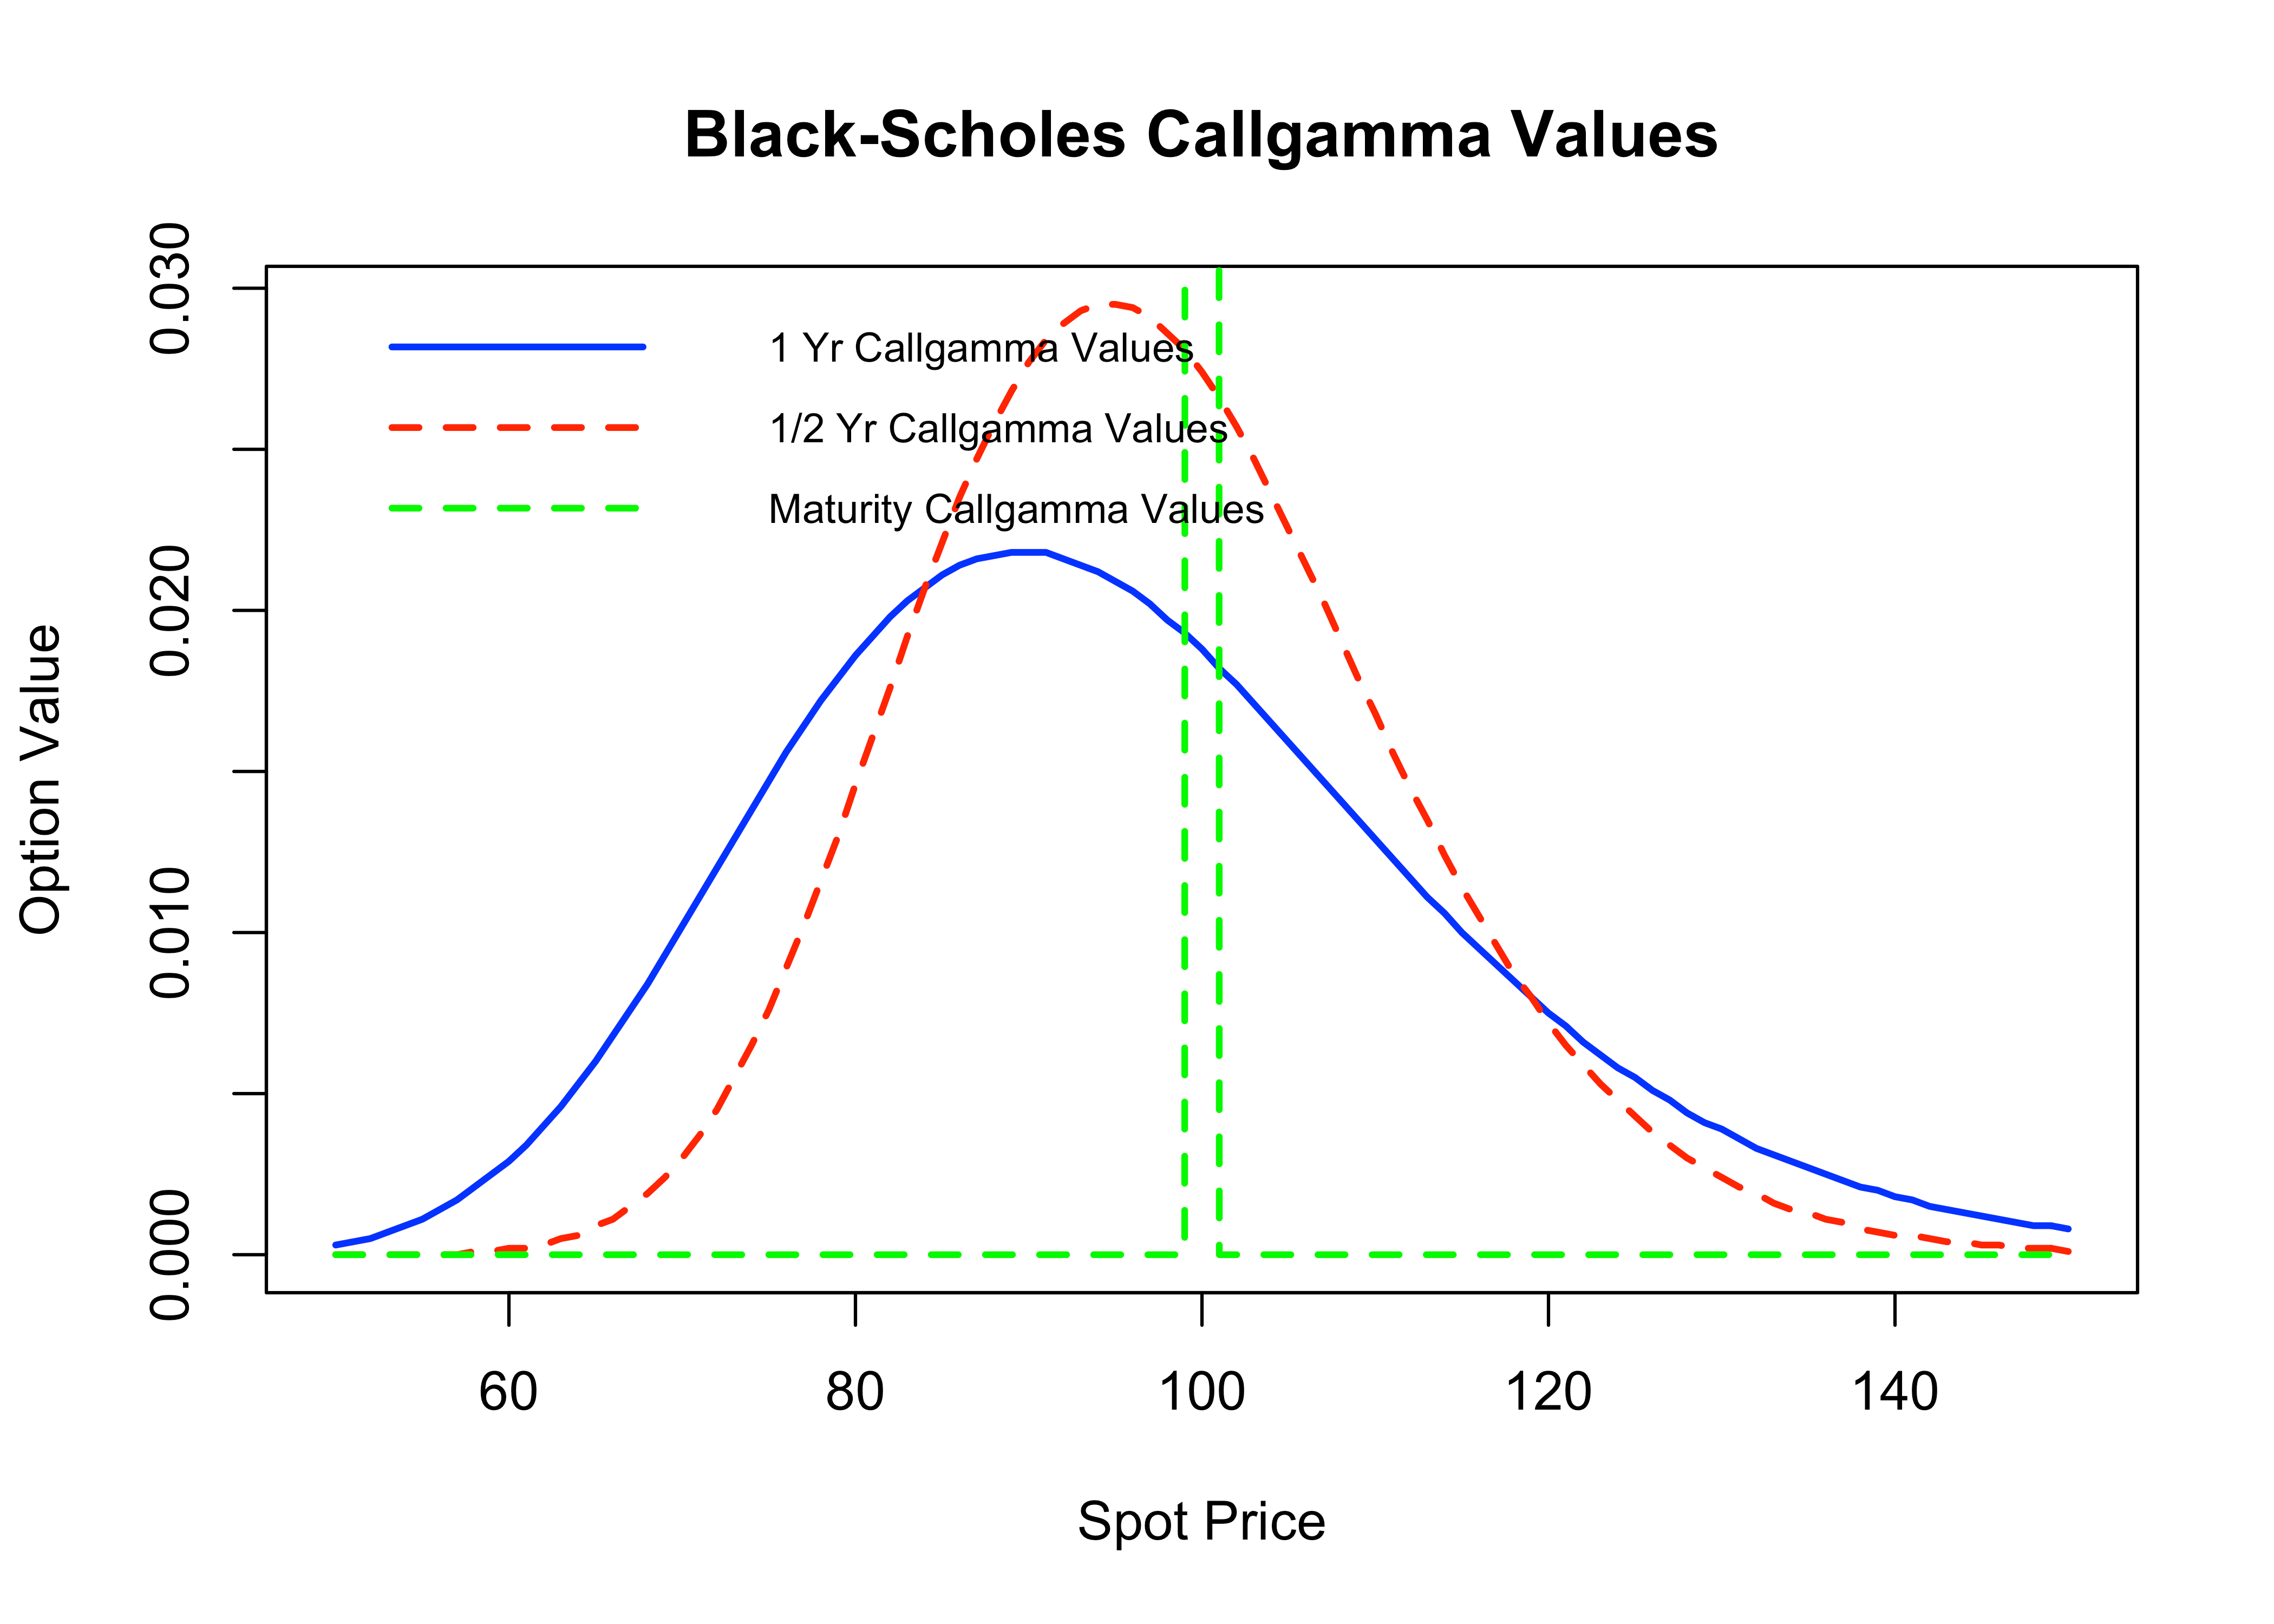 Black-Scholes Callgamma Values
0.030
0.020
0.010
0.000
Option Value
1 Yr Callgamma Values
1/2 Yr Callgamma Values
Maturity Callgamma Values
60 80 100 120 140
Spot Price